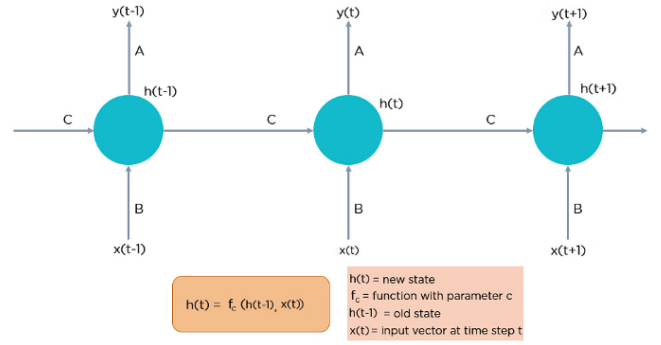 y(t-1)
y(t)
y(t+1)
A
A
A
h(t-1)
h(t)
h(t+1)
C
C
C
B
B
B
x(t-1)
x(t)
x(t+1)
h(t) = fc (h(t-1), x(t))
h(t) = new state
fc = function with parameter c
h(t-1) = old state
x(t) = input vector at time step t